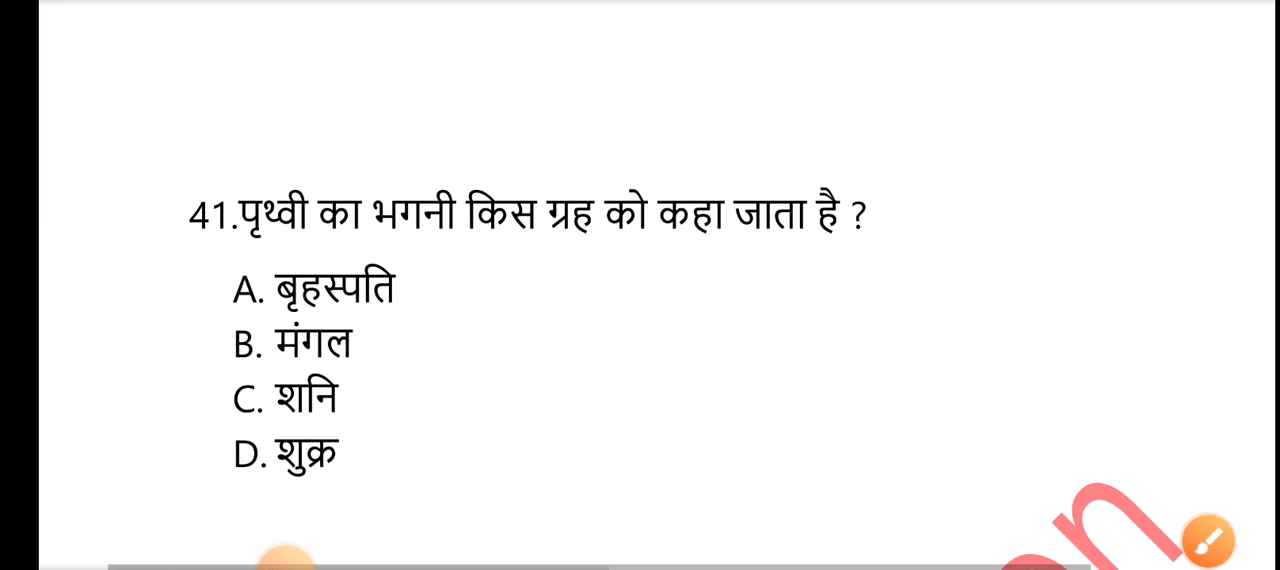 41.पृथ्वी का भगनी किस ग्रह को कहा जाता है ?
A. बृहस्पति
B. मंगल
C. शनि
D. शुक्र